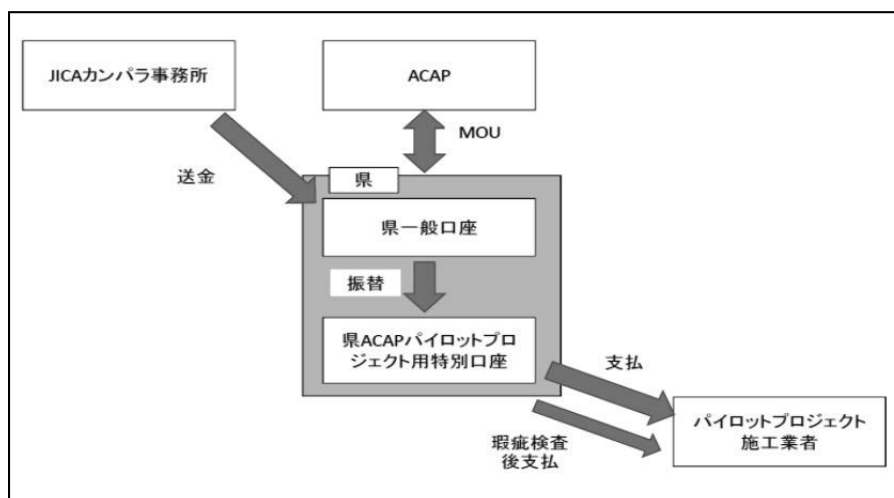 JICAカンパラ事務所
ACAP
MOU
送金
県
県一般口座
振替
県ACAPパイロットプロ
ジェクト用特別口座
支払
パイロットプロジェクト
施工業者
瑕疵検査
後支払